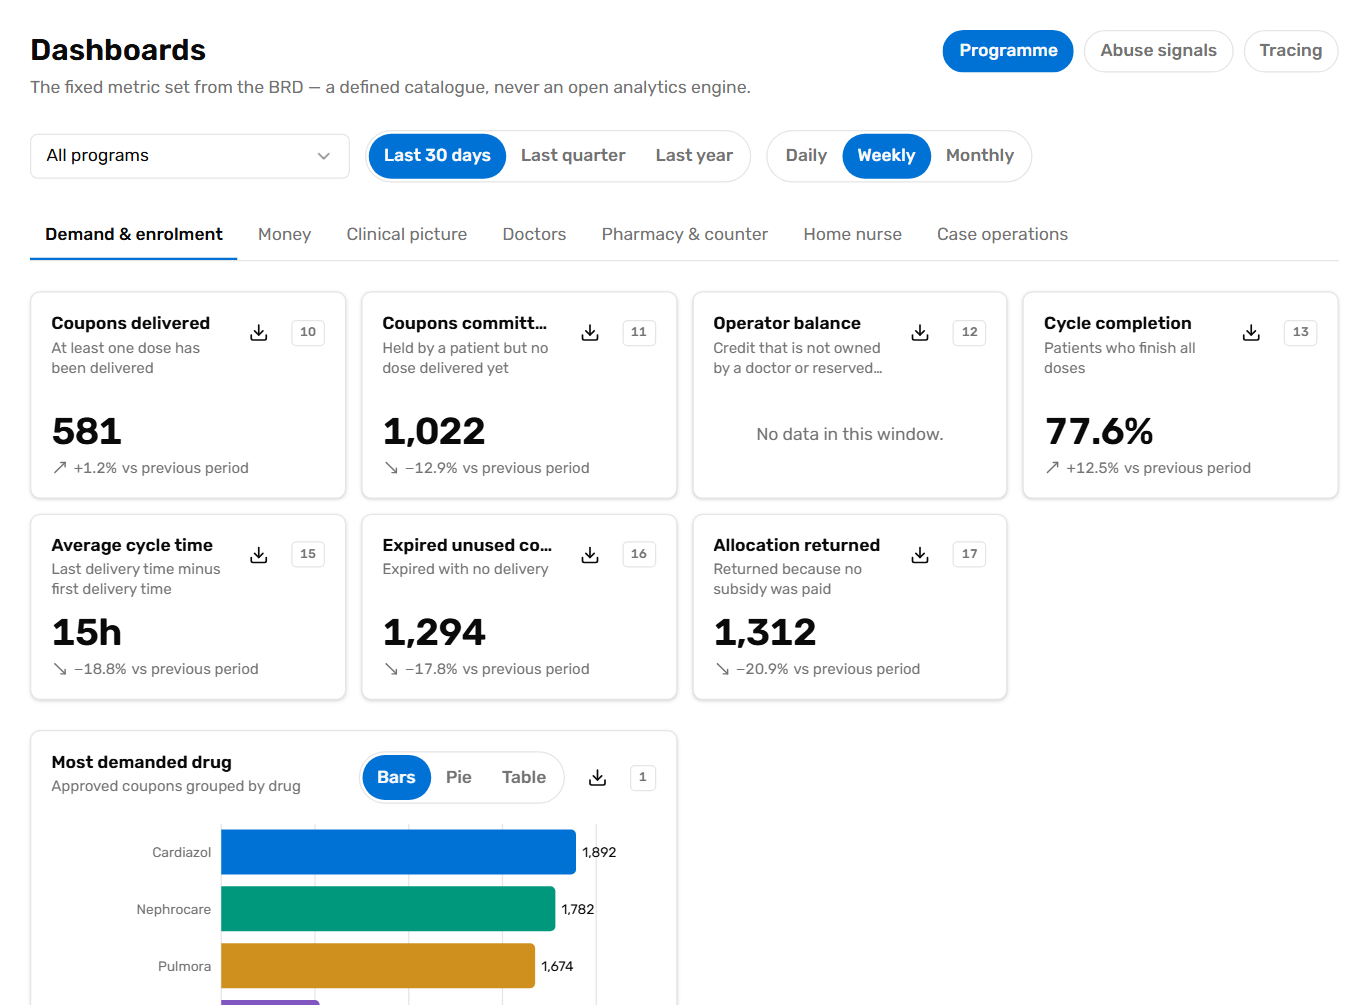 Dashboards
The fixed metric set from the BRD — a defined catalogue, never an open analytics engine.
Programme
Abuse signals
Tracing
All programs
Last 30 days
Last quarter
Last year
Daily
Weekly
Monthly
Demand & enrolment
Money
Clinical picture
Doctors
Pharmacy & counter
Home nurse
Case operations
Coupons delivered
10
At least one dose has
been delivered
581
+1.2% vs previous period
Coupons committ...
11
Held by a patient but no
dose delivered yet
1,022
−12.9% vs previous period
Operator balance
12
Credit that is not owned
by a doctor or reserved...
No data in this window.
Cycle completion
13
Patients who finish all
doses
77.6%
+12.5% vs previous period
Average cycle time
15
Last delivery time minus
first delivery time
15h
−18.8% vs previous period
Expired unused co...
16
Expired with no delivery
1,294
−17.8% vs previous period
Allocation returned
17
Returned because no
subsidy was paid
1,312
−20.9% vs previous period
Most demanded drug
Approved coupons grouped by drug
Bars
Pie
Table
1
Cardiazol
1,892
Nephrocare
1,782
Pulmora
1,674